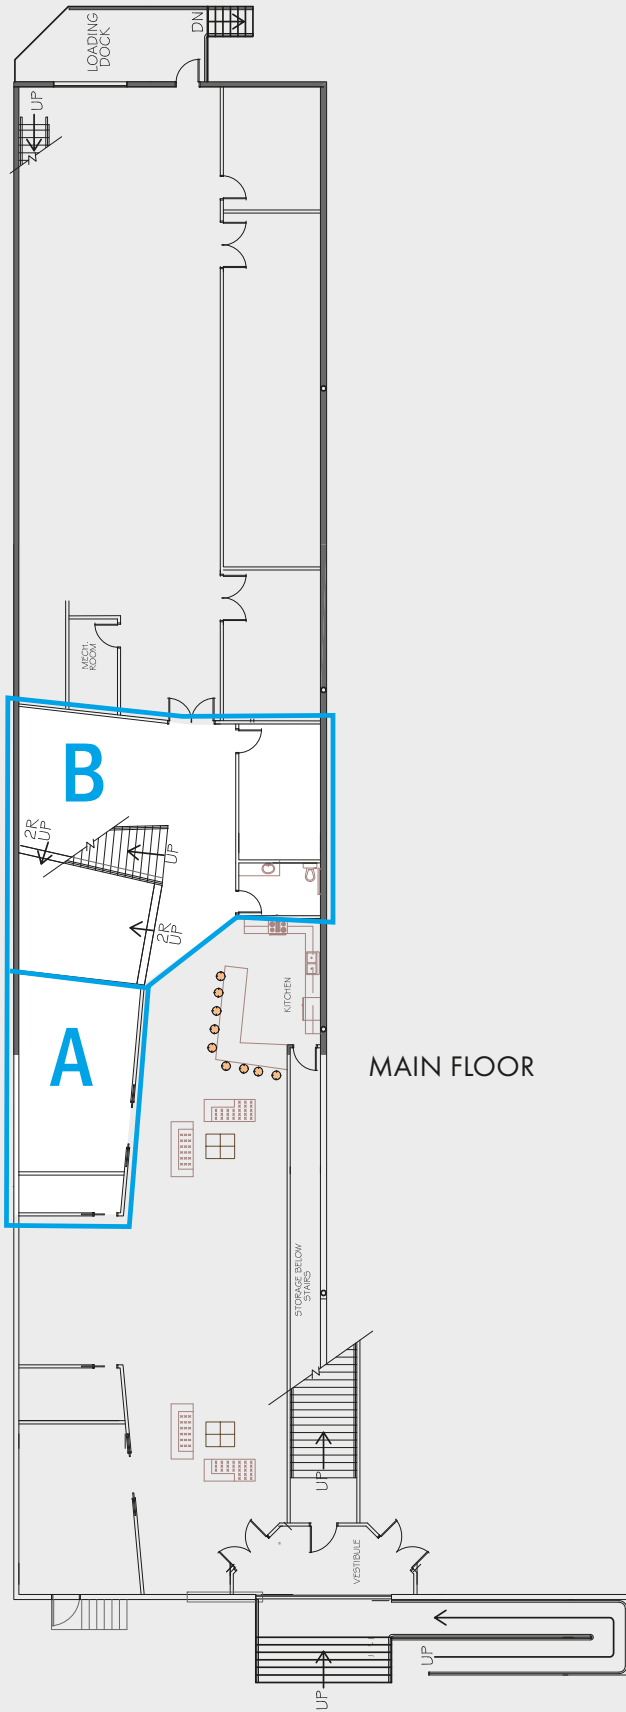 LOADING
DOCK
DN
UP
MECH.
ROOM
B
2R
UP
UP
2R
UP
KITCHEN
A
MAIN FLOOR
STORAGE BELOW
STAIRS
UP
VESTIBULE
UP
UP